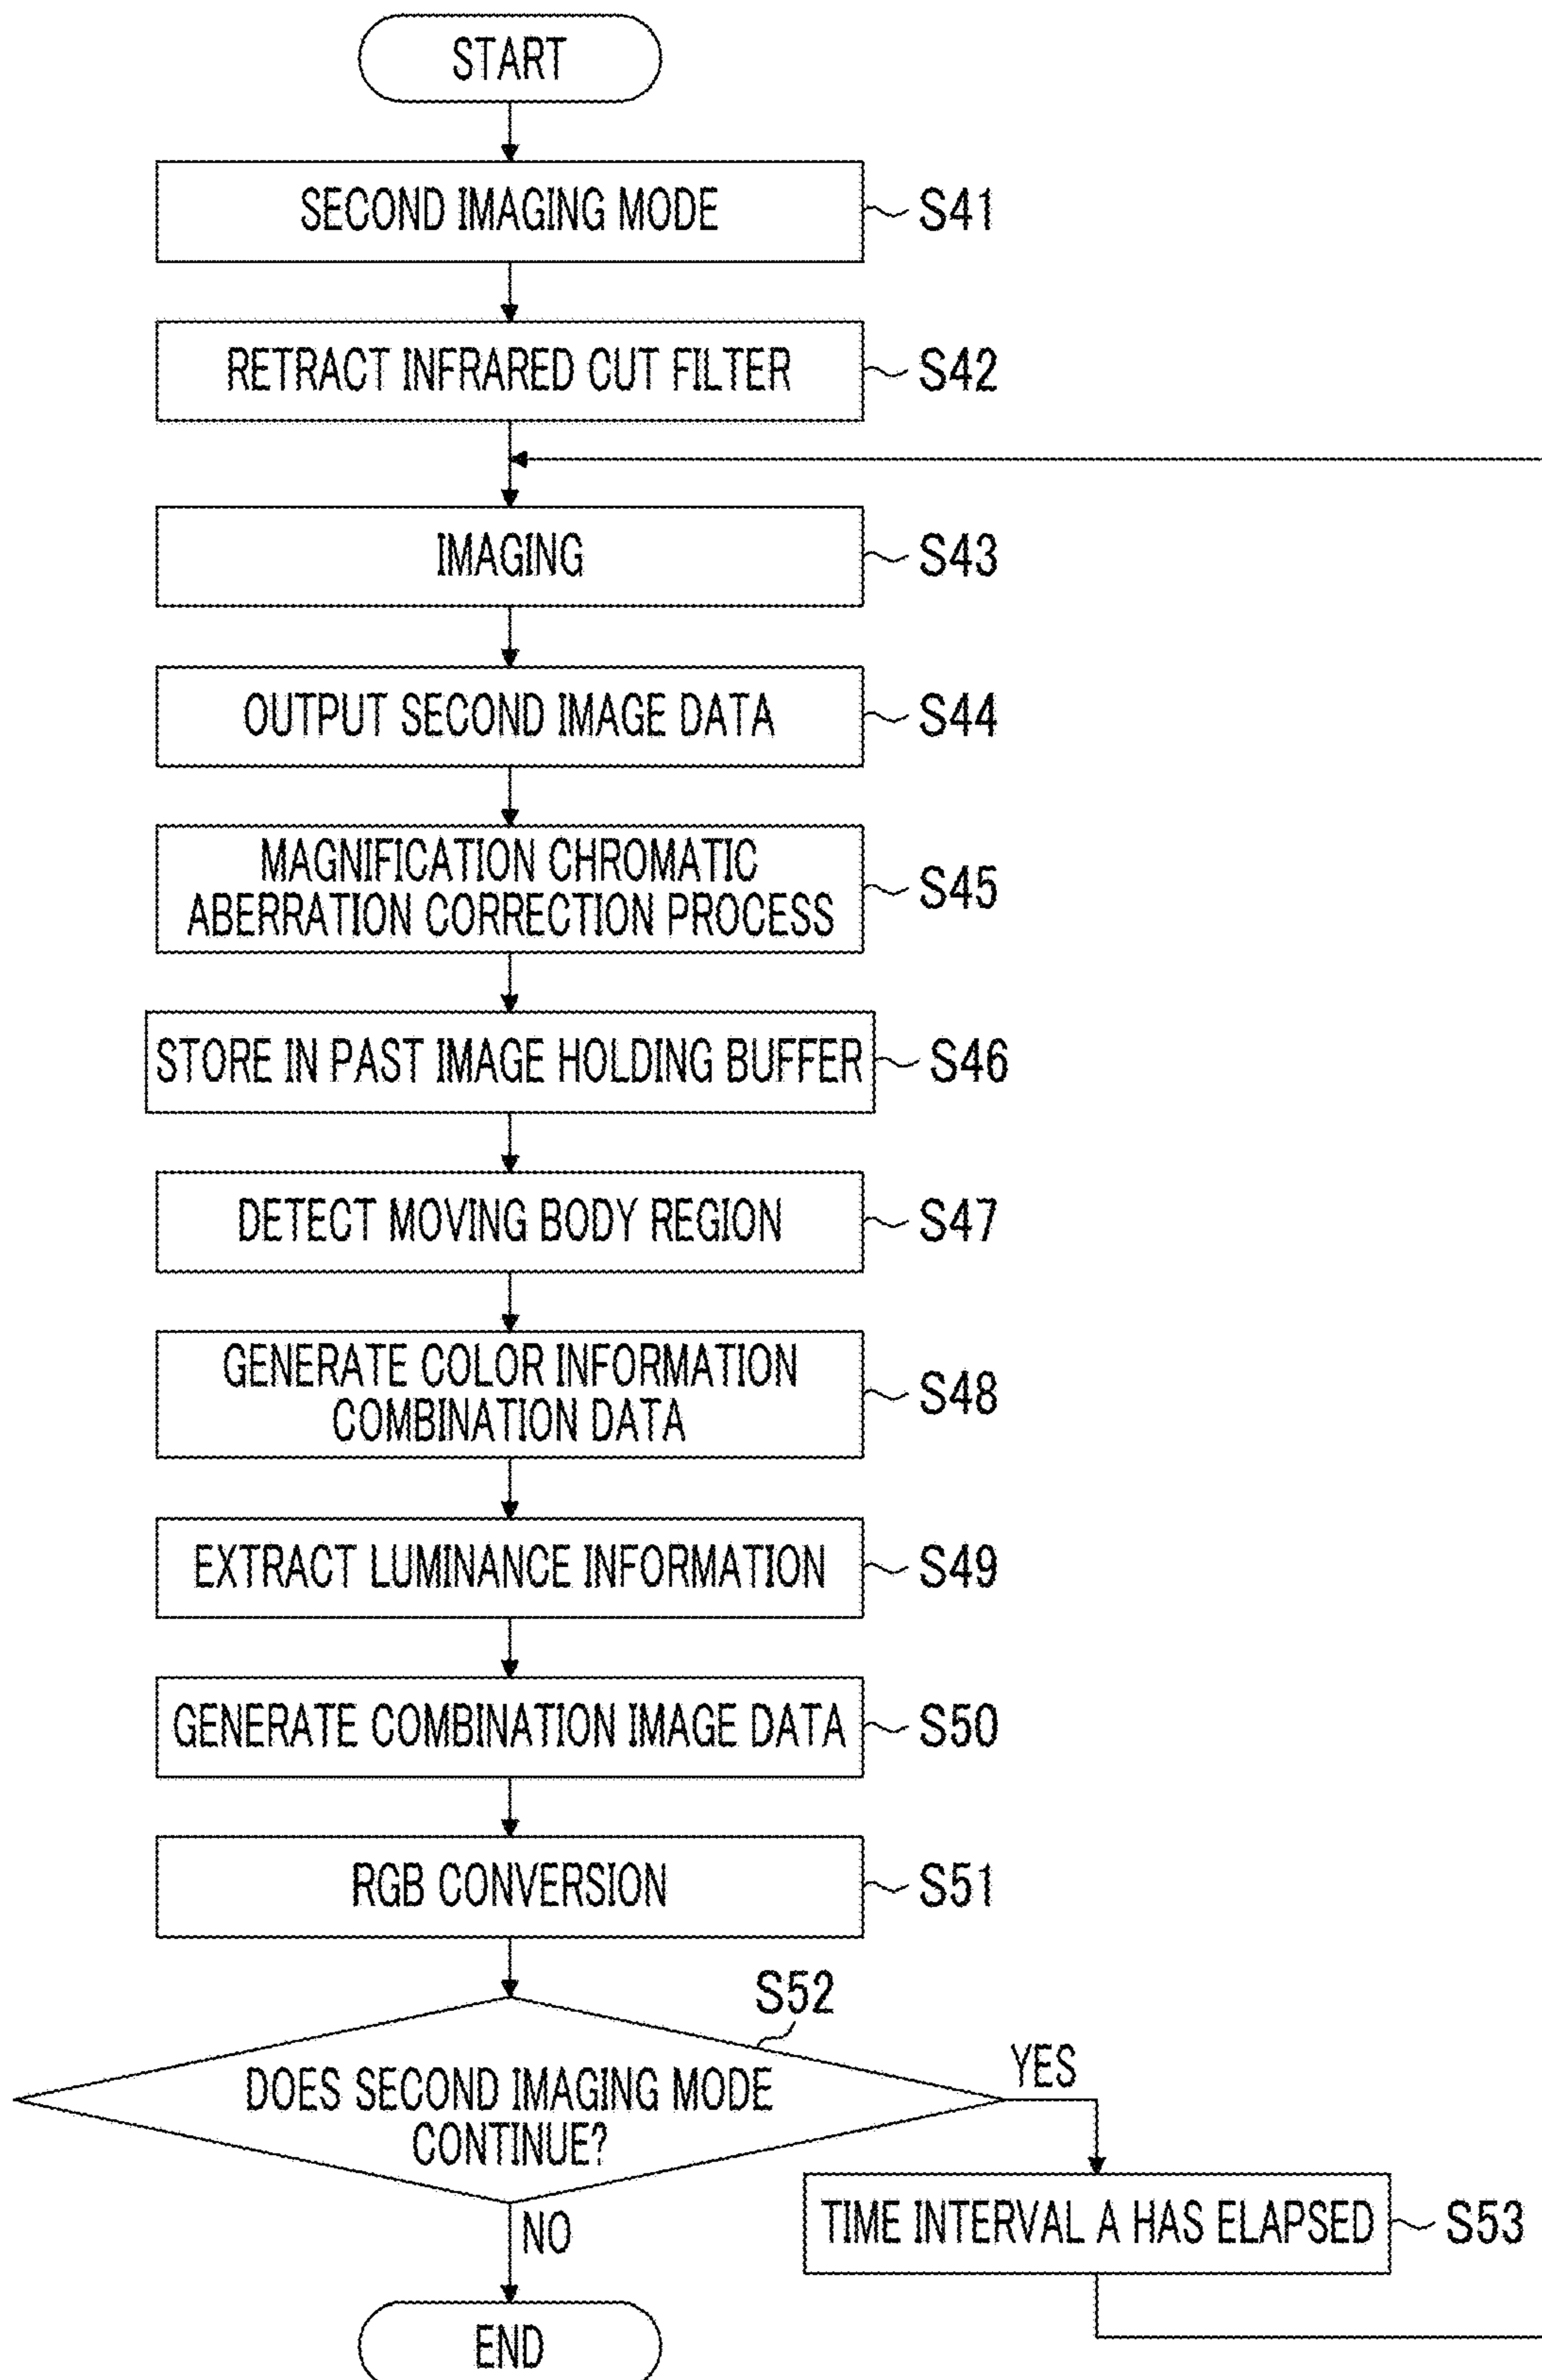 START
SECOND IMAGING MODE
S41
RETRACT INFRARED CUT FILTER
S42
IMAGING
S43
OUTPUT SECOND IMAGE DATA
S44
MAGNIFICATION CHROMATIC
ABERRATION CORRECTION PROCESS
S45
STORE IN PAST IMAGE HOLDING BUFFER
S46
DETECT MOVING BODY REGION
S47
GENERATE COLOR INFORMATION
COMBINATION DATA
S48
EXTRACT LUMINANCE INFORMATION
S49
GENERATE COMBINATION IMAGE DATA
S50
RGB CONVERSION
S51
S52
DOES SECOND IMAGING MODE
CONTINUE?
YES
TIME INTERVAL A HAS ELAPSED
S53
NO
END